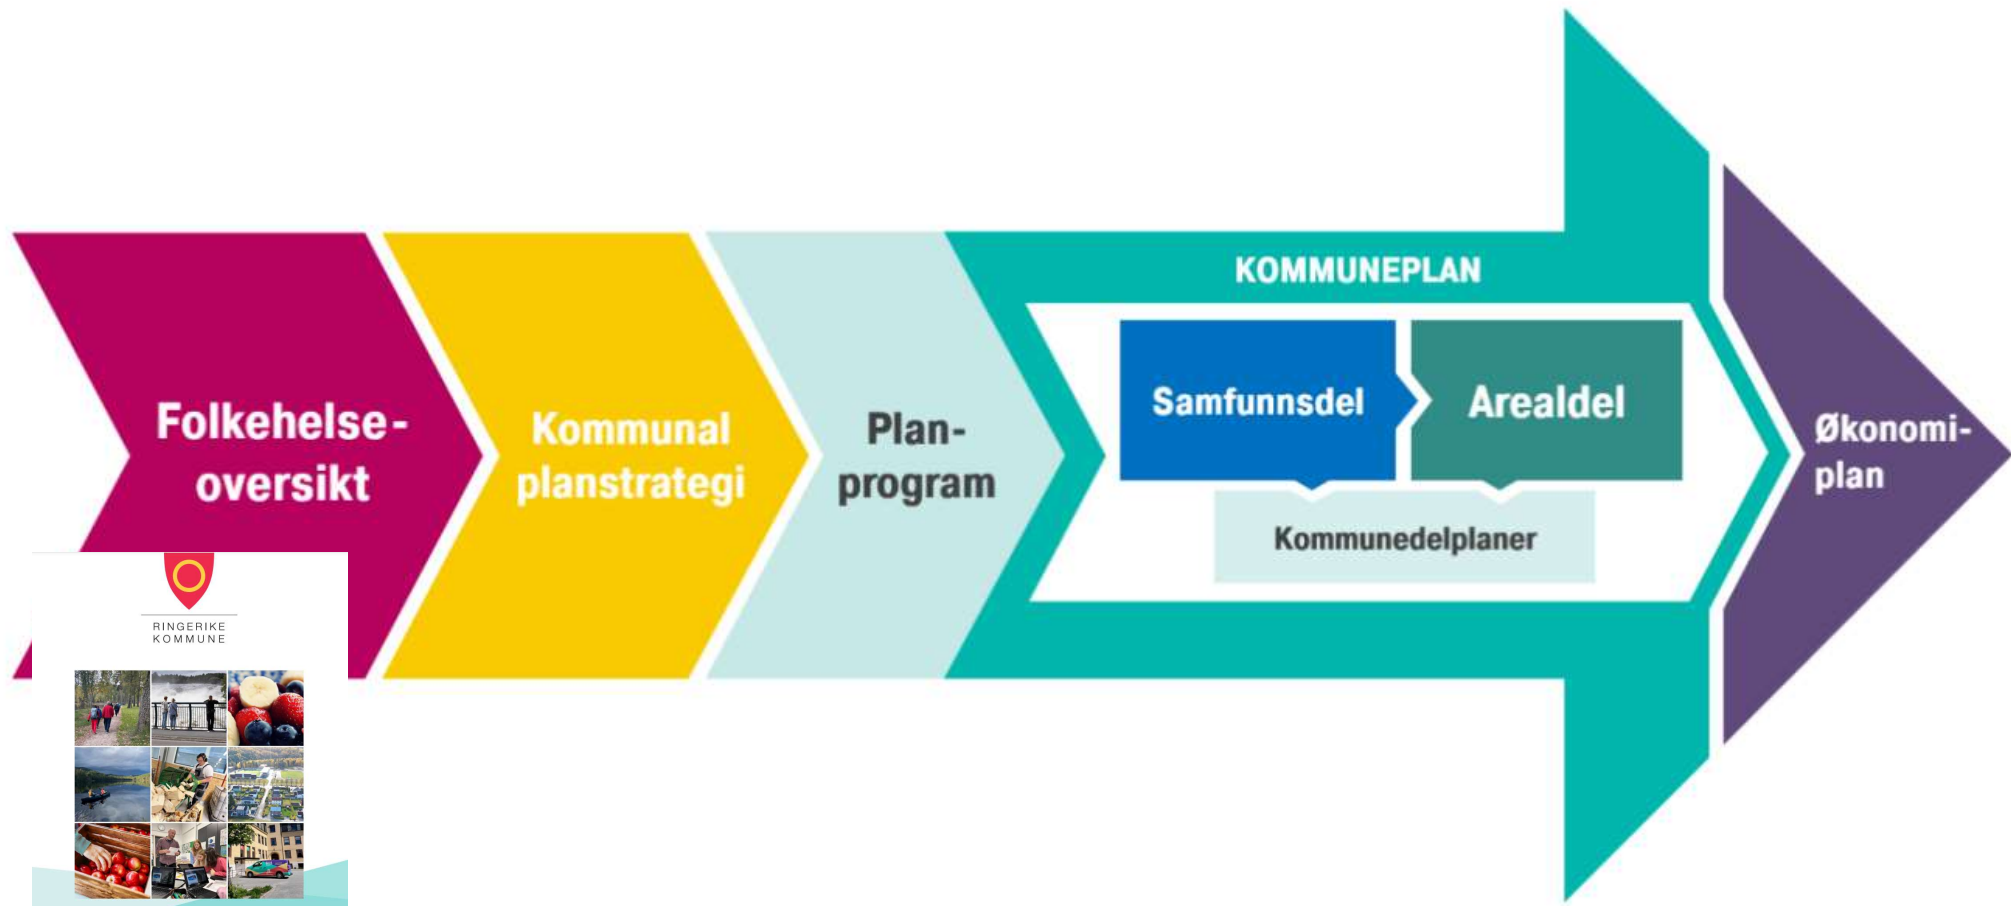 Folkehelse-
oversikt
Kommunal
planstrategi
Plan-
program
KOMMUNEPLAN
Samfunnsdel
Arealdel
Kommunedelplaner
Økonomi-
plan
RINGERIKE
KOMMUNE